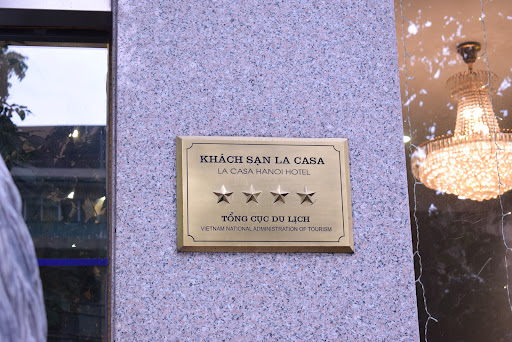 KHÁCH SẠN LA CASA
LA CASA HANOI HOTEL
TỔNG CỤC DU LỊCH
VIETNAM NATIONAL ADMINISTRATION OF TOURISM